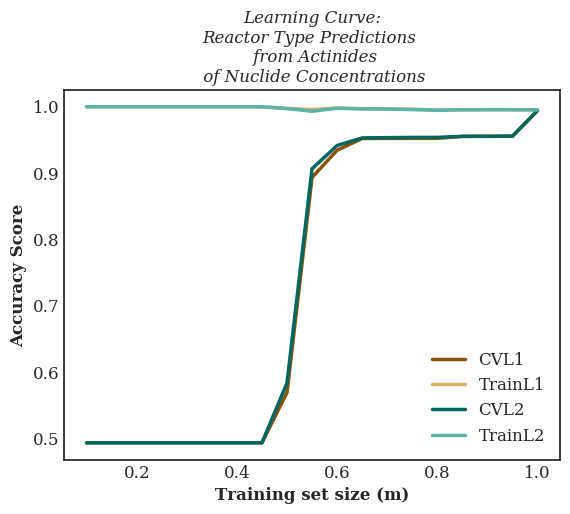 Learning Curve:
Reactor Type Predictions
from Actinides
of Nuclide Concentrations
Accuracy Score
1.0
0.9
0.8
0.7
0.6
0.5
CVL1
TrainL1
CVL2
TrainL2
0.2 0.4 0.6 0.8 1.0
Training set size (m)